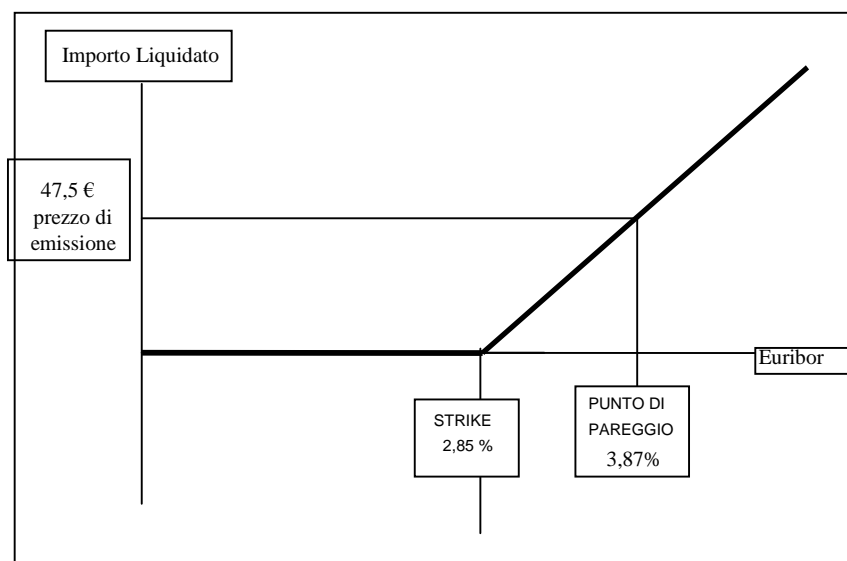 Importo Liquidato
47,5 €
prezzo di
emissione
Euribor
STRIKE
2,85 %
PUNTO DI
PAREGGIO
3,87%